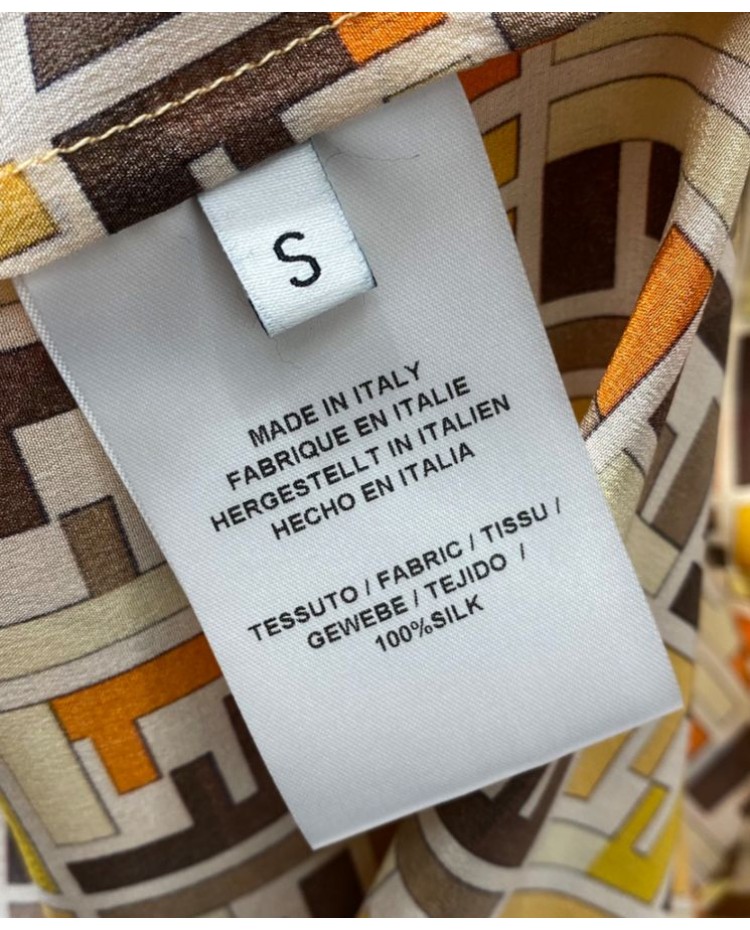 S
MADE IN ITALY
FABRIQUE EN ITALIE
HERGESTELLT IN ITALIEN
HECHO EN ITALIA
TESSUTO / FABRIC / TISSU /
GEWEBE / TEJIDO /
100%SILK